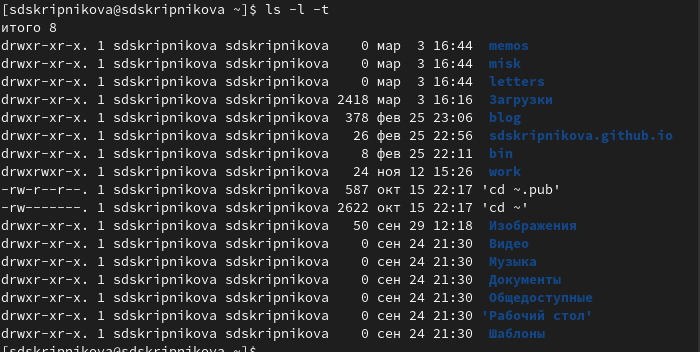 [sdskripnikova@sdskripnikova ~]$ ls -l -t
итого 8
drwxr-xr-x. 1 sdskripnikova sdskripnikova    0 мар  3 16:44  memos
drwxr-xr-x. 1 sdskripnikova sdskripnikova    0 мар  3 16:44  misk
drwxr-xr-x. 1 sdskripnikova sdskripnikova    0 мар  3 16:44  letters
drwxr-xr-x. 1 sdskripnikova sdskripnikova 2418 мар  3 16:16  Загрузки
drwxr-xr-x. 1 sdskripnikova sdskripnikova  378 фев 25 23:06  blog
drwxr-xr-x. 1 sdskripnikova sdskripnikova   26 фев 25 22:56  sdskripnikova.github.io
drwxr-xr-x. 1 sdskripnikova sdskripnikova    8 фев 25 22:11  bin
drwxrwxr-x. 1 sdskripnikova sdskripnikova   24 ноя 12 15:26  work
-rw-r--r--. 1 sdskripnikova sdskripnikova  587 окт 15 22:17 'cd ~.pub'
-rw-------. 1 sdskripnikova sdskripnikova 2622 окт 15 22:17 'cd ~'
drwxr-xr-x. 1 sdskripnikova sdskripnikova   50 сен 29 12:18  Изображения
drwxr-xr-x. 1 sdskripnikova sdskripnikova    0 сен 24 21:30  Видео
drwxr-xr-x. 1 sdskripnikova sdskripnikova    0 сен 24 21:30  Музыка
drwxr-xr-x. 1 sdskripnikova sdskripnikova    0 сен 24 21:30  Документы
drwxr-xr-x. 1 sdskripnikova sdskripnikova    0 сен 24 21:30  Общедоступные
drwxr-xr-x. 1 sdskripnikova sdskripnikova    0 сен 24 21:30 'Рабочий стол'
drwxr-xr-x. 1 sdskripnikova sdskripnikova    0 сен 24 21:30  Шаблоны
[sdskripnikova@sdskripnikova ~]$